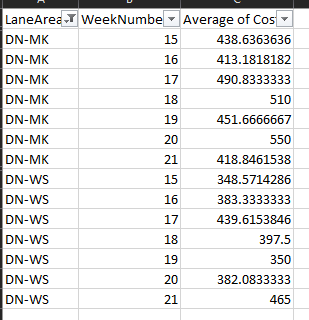 LaneArea WeekNumbe Average of Cos
DN-MK 15 438.6363636
DN-MK 16 413.1818182
DN-MK 17 490.8333333
DN-MK 18 510
DN-MK 19 451.6666667
DN-MK 20 550
DN-MK 21 418.8461538
DN-WS 15 348.5714286
DN-WS 16 383.3333333
DN-WS 17 439.6153846
DN-WS 18 397.5
DN-WS 19 350
DN-WS 20 382.0833333
DN-WS 21 465